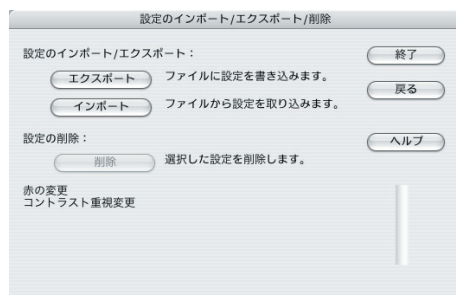 設定のインポート/エクスポート/削除
設定のインポート/エクスポート：
終了
エクスポート ファイルに設定を書き込みます。
戻る
インポート ファイルから設定を取り込みます。
設定の削除：
ヘルプ
削除 選択した設定を削除します。
赤の変更
コントラスト重視変更